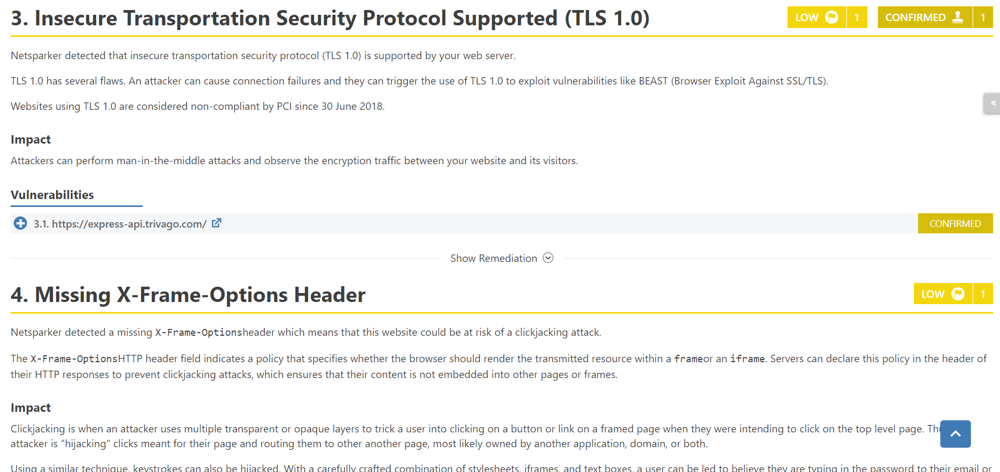 3. Insecure Transportation Security Protocol Supported (TLS 1.0)
LOW 1 CONFIRMED 1
Netsparker detected that insecure transportation security protocol (TLS 1.0) is supported by your web server.
TLS 1.0 has several flaws. An attacker can cause connection failures and they can trigger the use of TLS 1.0 to exploit vulnerabilities like BEAST (Browser Exploit Against SSL/TLS).
Websites using TLS 1.0 are considered non-compliant by PCI since 30 June 2018.
Impact
Attackers can perform man-in-the-middle attacks and observe the encryption traffic between your website and its visitors.
Vulnerabilities
3.1. https://express-api.trivago.com/ CONFIRMED
Show Remediation
4. Missing X-Frame-Options Header
LOW 1
Netsparker detected a missing X-Frame-Optionsheader which means that this website could be at risk of a clickjacking attack.
The X-Frame-OptionsHTTP header field indicates a policy that specifies whether the browser should render the transmitted resource within a frameor an iframe. Servers can declare this policy in the header of
their HTTP responses to prevent clickjacking attacks, which ensures that their content is not embedded into other pages or frames.
Impact
Clickjacking is when an attacker uses multiple transparent or opaque layers to trick a user into clicking on a button or link on a framed page when they were intending to click on the top level page.
attacker is "hijacking" clicks meant for their page and routing them to other another page, most likely owned by another application, domain, or both.
Using a similar technique, keystrokes can also be hijacked. With a carefully crafted combination of stylesheets, iframes, and text boxes, a user can be led to believe they are typing in the password to their email or